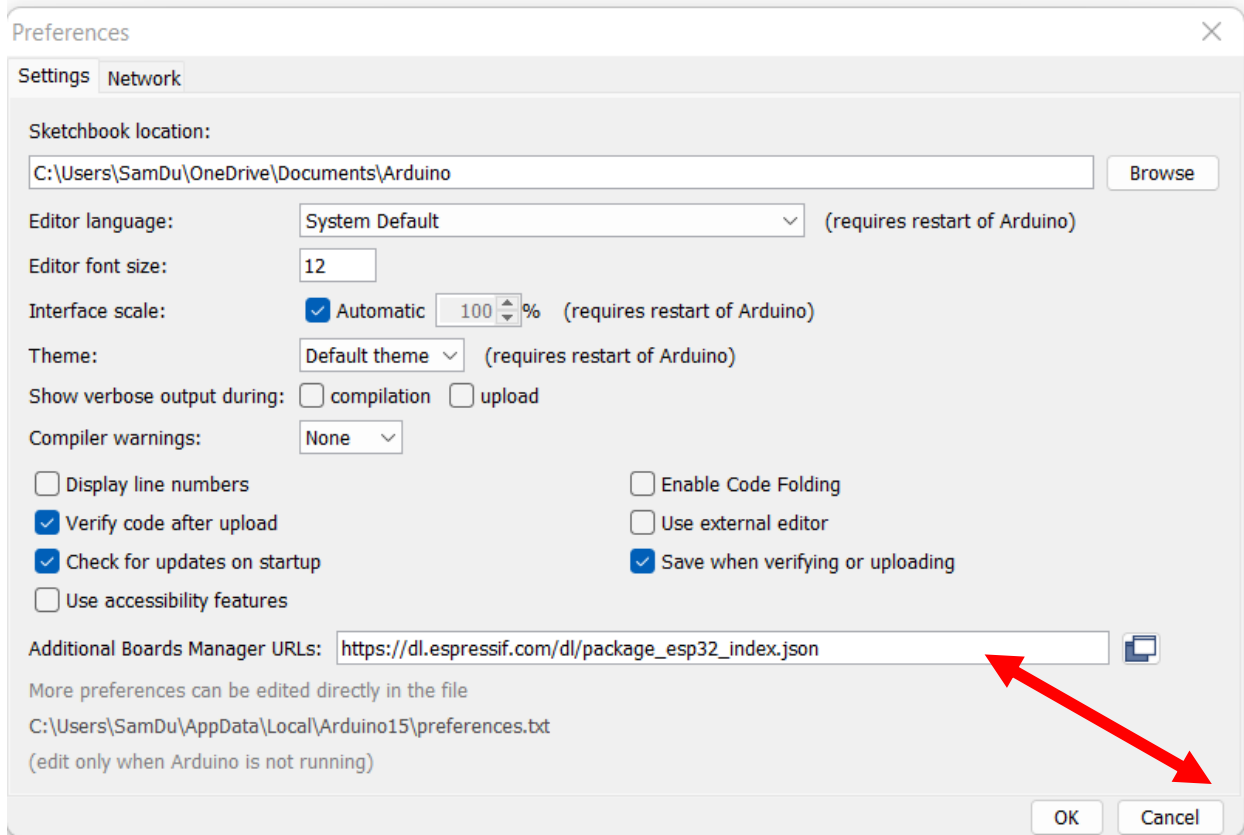 Preferences
Settings Network
Sketchbook location:
C:\Users\SamDu\OneDrive\Documents\Arduino Browse
Editor language: System Default (requires restart of Arduino)
Editor font size: 12
Interface scale: Automatic 100 % (requires restart of Arduino)
Theme: Default theme (requires restart of Arduino)
Show verbose output during: compilation upload
Compiler warnings: None
Display line numbers Enable Code Folding
Verify code after upload Use external editor
Check for updates on startup Save when verifying or uploading
Use accessibility features
Additional Boards Manager URLs: https://dl.espressif.com/dl/package_esp32_index.json
More preferences can be edited directly in the file
C:\Users\SamDu\AppData\Local\Arduino15\preferences.txt
(edit only when Arduino is not running)
OK Cancel